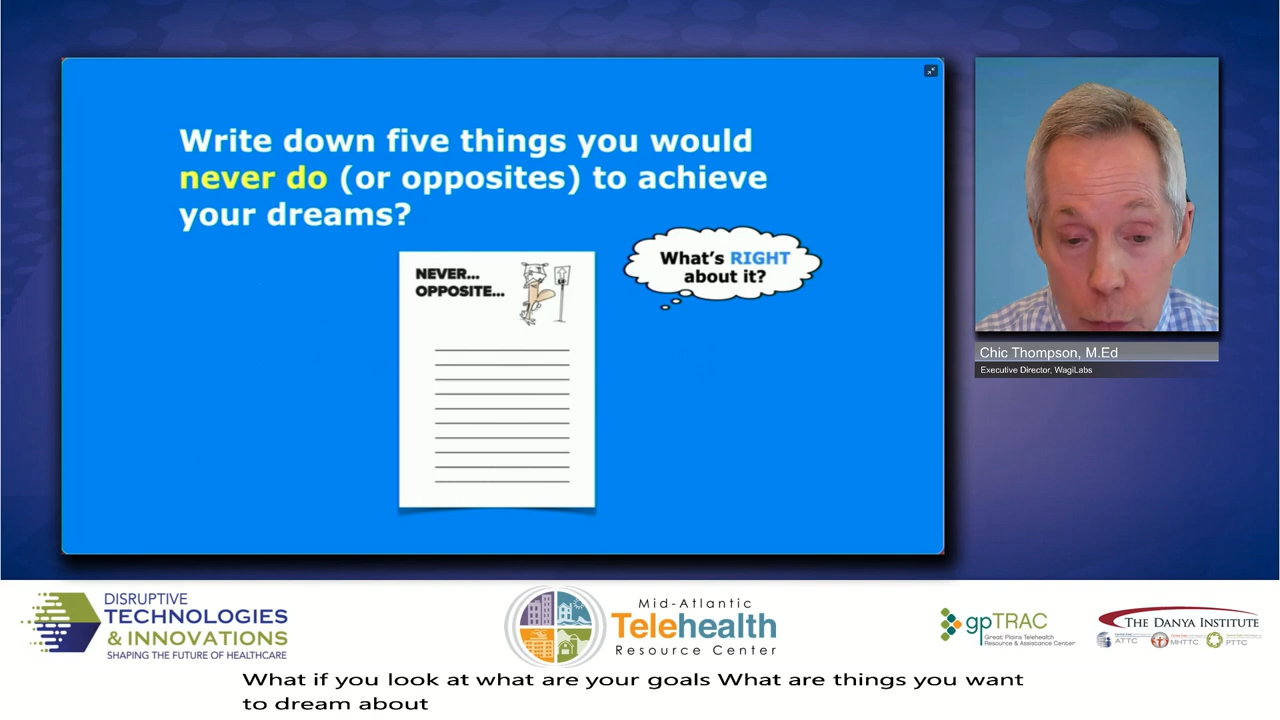 Write down five things you would
never do (or opposites) to achieve
your dreams?
NEVER...
OPPOSITE...
UP
What's RIGHT
about it?
Chic Thompson, M.Ed
Executive Director, WagiLabs
DISRUPTIVE
TECHNOLOGIES
& INNOVATIONS
SHAPING THE FUTURE OF HEALTHCARE
Mid-Atlantic
Telehealth
Resource Center
gpTRAC
Great Plains Telehealth
Resource & Assistance Center
THE DANYA INSTITUTE
ATTC
MHTTC
PTTC
What if you look at what are your goals What are things you want
to dream about